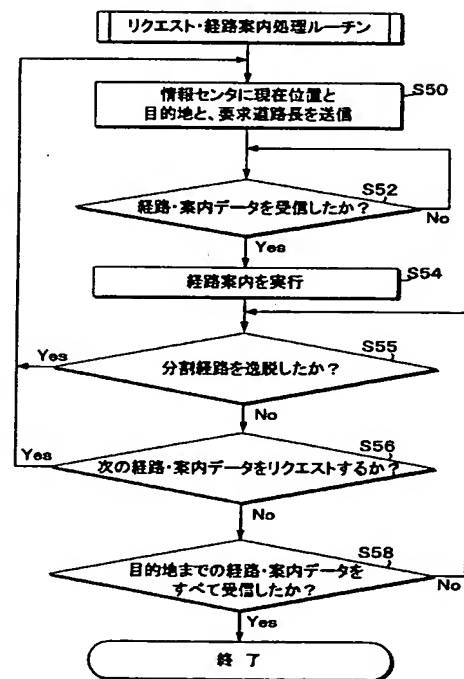 リクエスト・経路案内処理ルーチン
S50
情報センタに現在位置と
目的地と、要求道路長を送信
S52
経路・案内データを受信したか?
No
Yes
S54
経路案内を実行
S55
Yes
分割経路を逸脱したか?
No
S56
Yes
次の経路・案内データをリクエストするか?
No
S58
目的地までの経路・案内データを
すべて受信したか?
No
Yes
終了